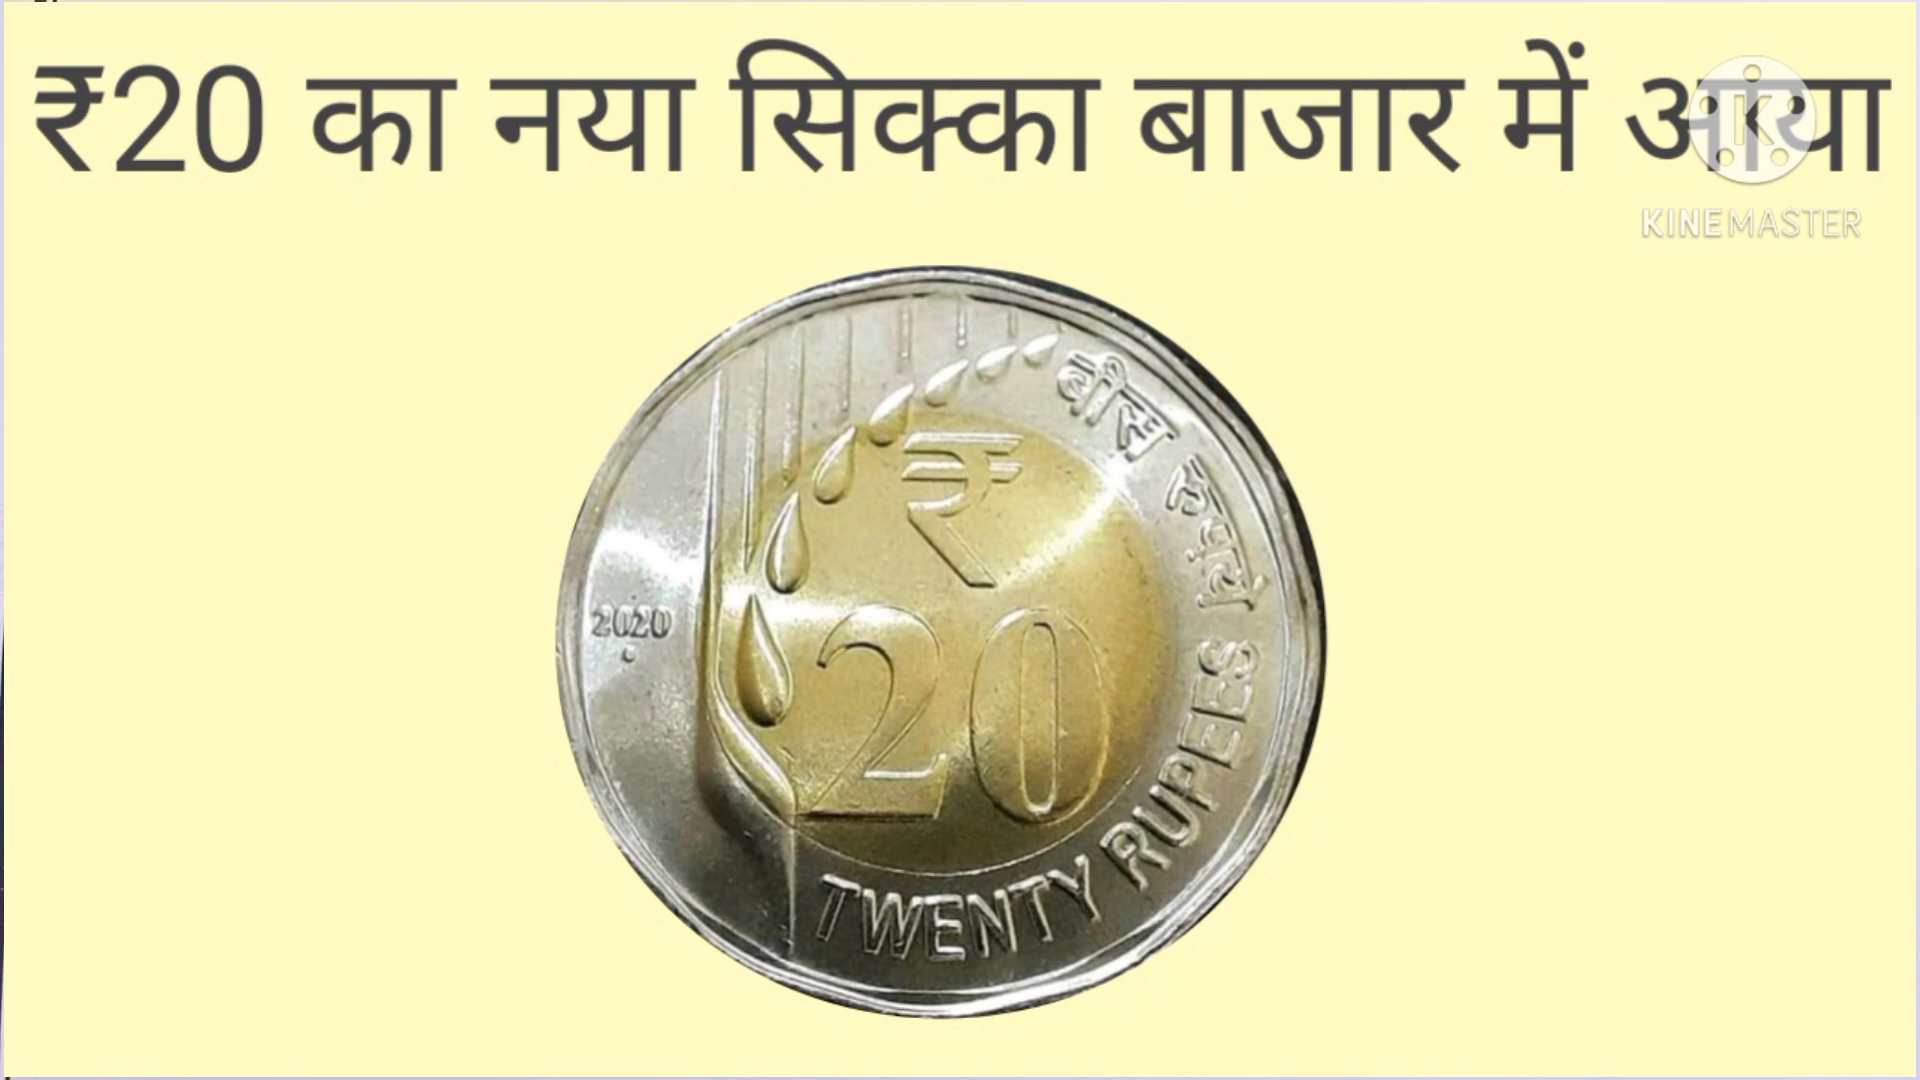 ₹20 का नया सिक्का बाजार में आया
KINEMASTER
बीस रुपये
₹
20
2020
TWENTY RUPEES